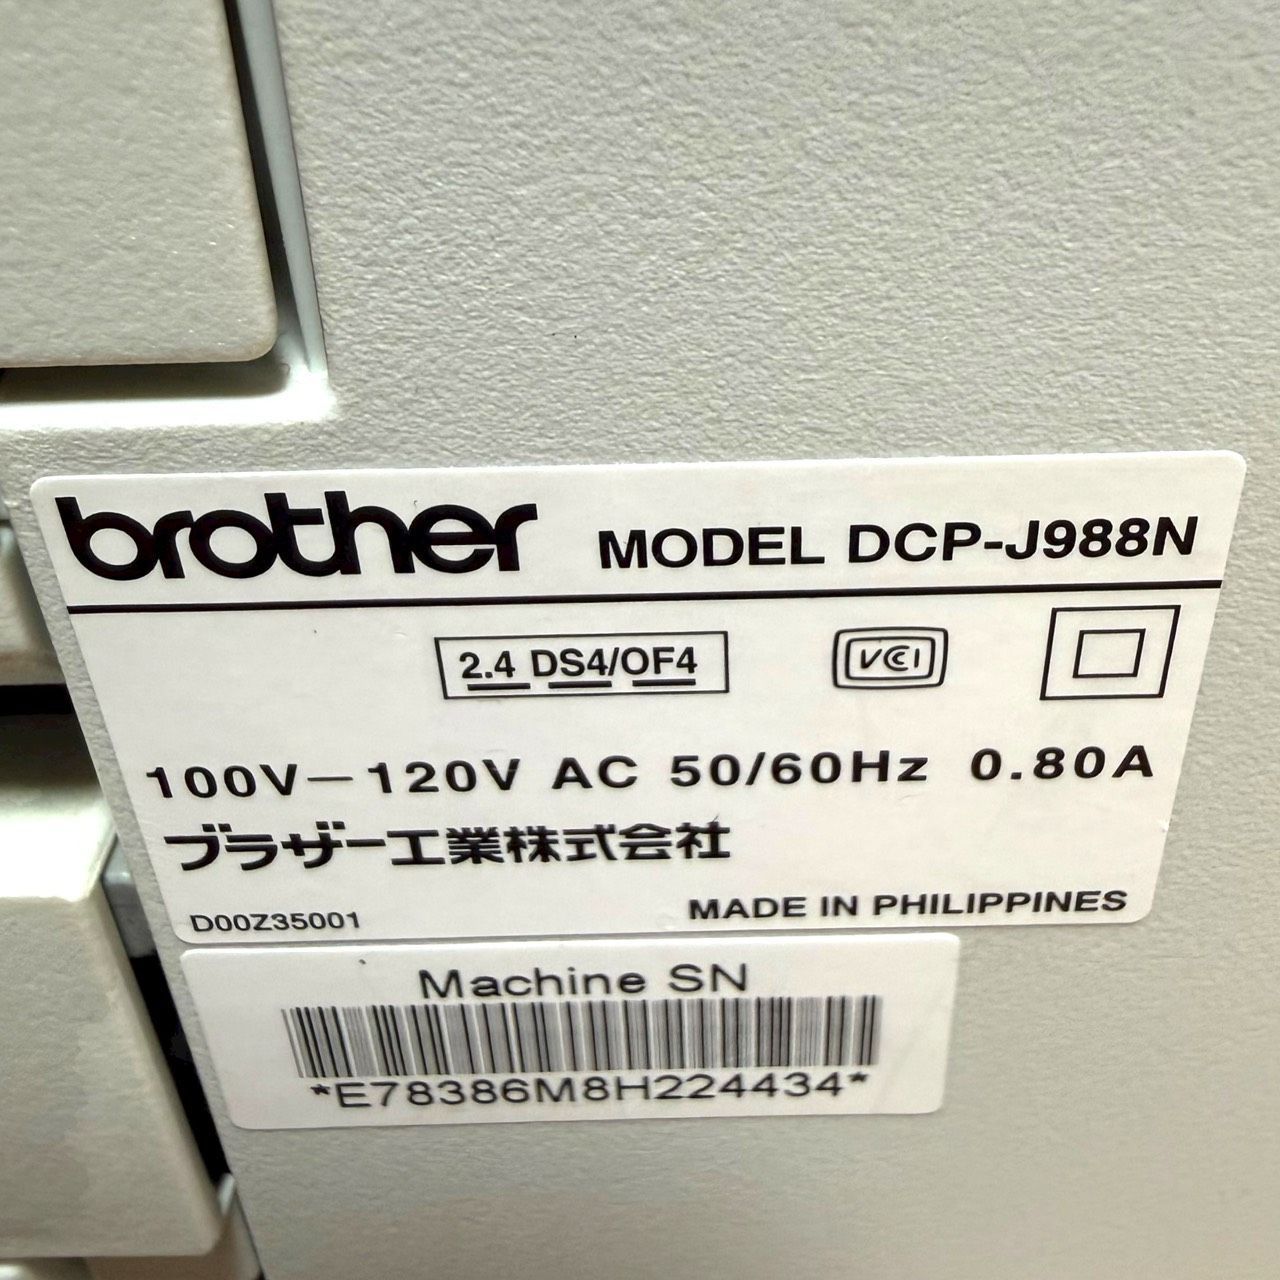 brother MODEL DCP-J988N
2.4 DS4/OF4 VCCI
100V－120V AC 50/60Hz 0.80A
ブラザー工業株式会社
D00Z35001 MADE IN PHILIPPINES
Machine SN
*E78386M8H224434*